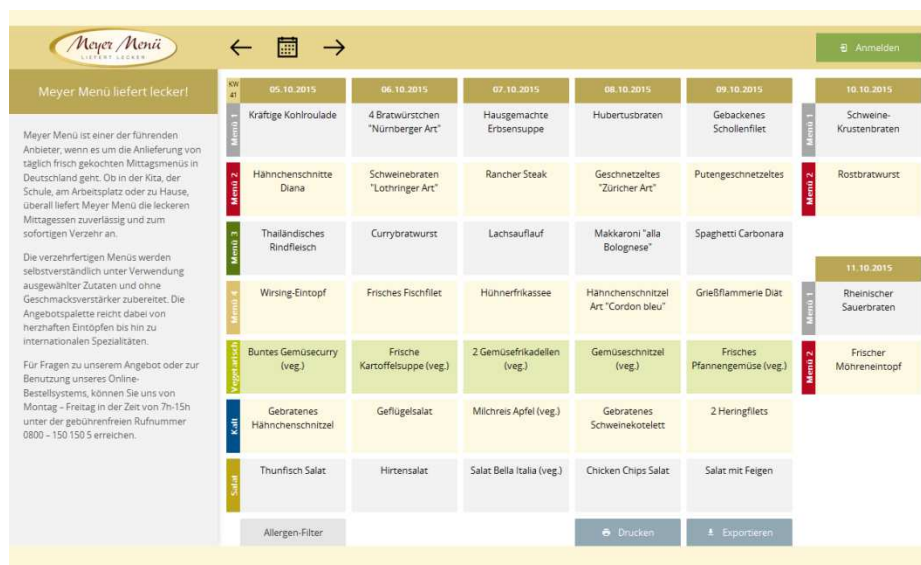 Meyer Menü
LIEFERT LECKER
Anmelden
Meyer Menü liefert lecker!
Meyer Menü ist einer der führenden
Anbieter, wenn es um die Anlieferung von
täglich frisch gekochten Mittagsmenüs in
Deutschland geht. Ob in der Kita, der
Schule, am Arbeitsplatz oder zu Hause,
überall liefert Meyer Menü die leckeren
Mittagessen zuverlässig und zum
sofortigen Verzehr an.
Die verzehrfertigen Menüs werden
selbstverständlich unter Verwendung
ausgewählter Zutaten und ohne
Geschmacksverstärker zubereitet. Die
Angebotspalette reicht dabei von
herzhaften Eintöpfen bis hin zu
internationalen Spezialitäten.
Für Fragen zu unserem Angebot oder zur
Benutzung unseres Online-
Bestellsystems, können Sie uns von
Montag – Freitag in der Zeit von 7h-15h
unter der gebührenfreien Rufnummer
0800 – 150 150 5 erreichen.
KW
41
05.10.2015 06.10.2015 07.10.2015 08.10.2015 09.10.2015
Menü 1
Kräftige Kohlroulade 4 Bratwürstchen Hausgemachte Hubertusbraten Gebackenes
"Nürnberger Art" Erbsensuppe Schollenfilet
Menü 2
Hähnchenschnitte Schweinebraten Rancher Steak Geschnetzeltes Putengeschnetzeltes
Diana "Lothringer Art" "Züricher Art"
Menü 3
Thailändisches Currybratwurst Lachsauflauf Makkaroni "alla Spaghetti Carbonara
Rindfleisch Bolognese"
Menü 4
Wirsing-Eintopf Frisches Fischfilet Hühnerfrikassee Hähnchenschnitzel Grießflammerie Diät
Art "Cordon bleu"
Vegetarisch
Buntes Gemüsecurry Frische 2 Gemüsefrikadellen Gemüseschnitzel Frisches
(veg.) Kartoffelsuppe (veg.) (veg.) (veg.) Pfannengemüse (veg.)
Kalt
Gebratenes Geflügelsalat Milchreis Apfel (veg.) Gebratenes 2 Heringfilets
Hähnchenschnitzel Schweinekotelett
Salat
Thunfisch Salat Hirtensalat Salat Bella Italia (veg.) Chicken Chips Salat Salat mit Feigen
Allergen-Filter Drucken Exportieren
10.10.2015
Menü 1
Schweine-
Krustenbraten
Menü 2
Rostbratwurst
11.10.2015
Menü 1
Rheinischer
Sauerbraten
Menü 2
Frischer
Möhreneintopf